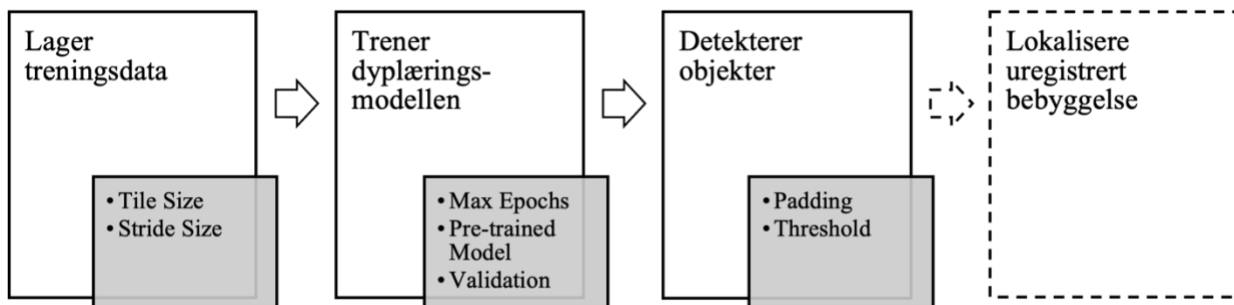 Lager
treningsdata
• Tile Size
• Stride Size
Trener
dyplærings-
modellen
• Max Epochs
• Pre-trained
Model
• Validation
Detekterer
objekter
• Padding
• Threshold
Lokalisere
uregistrert
bebyggelse